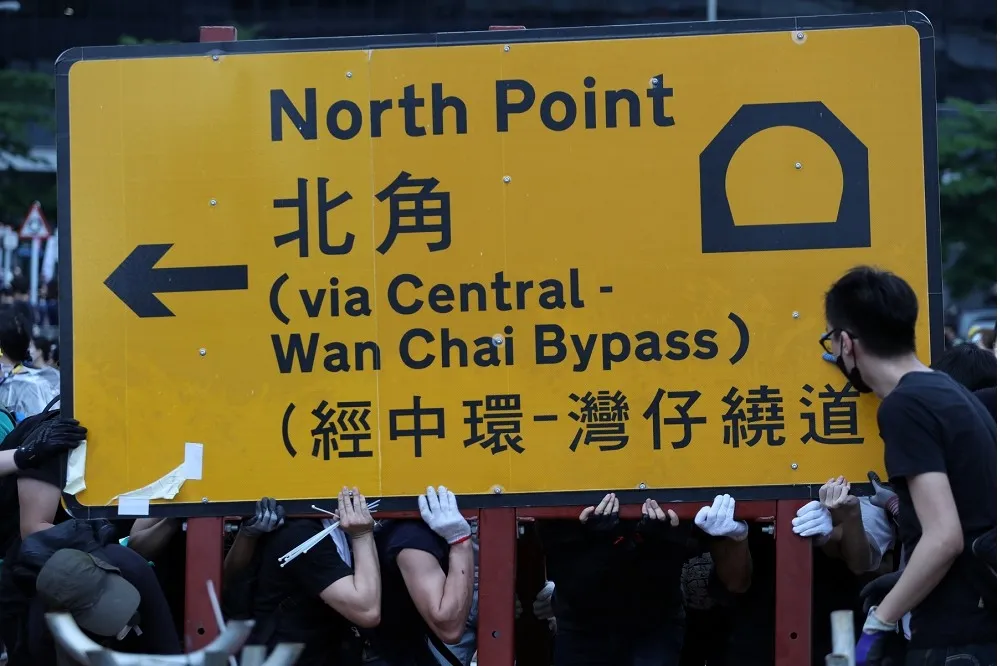 North Point
北角
(via Central -
Wan Chai Bypass)
(經中環-灣仔繞道